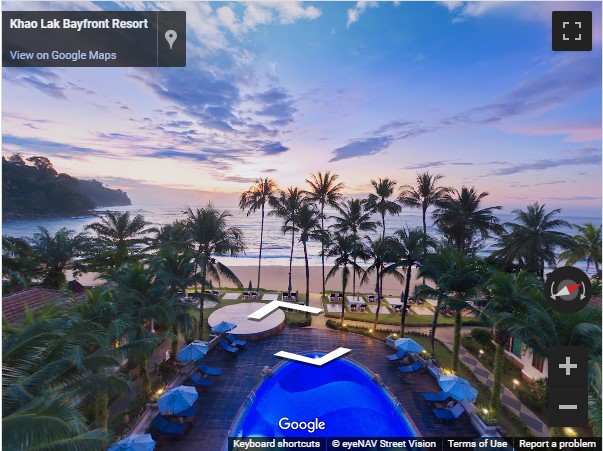 Khao Lak Bayfront Resort
View on Google Maps
Google
Keyboard shortcuts
© eyeNAV Street Vision
Terms of Use
Report a problem